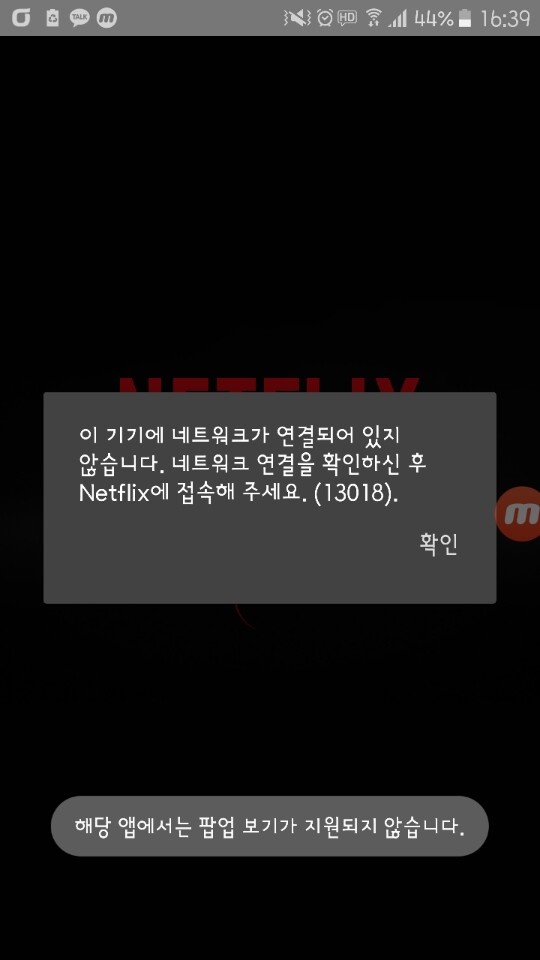 TALK
HD
44%
16:39
NETFLIX
이 기기에 네트워크가 연결되어 있지
않습니다. 네트워크 연결을 확인하신 후
Netflix에 접속해 주세요. (13018).
확인
해당 앱에서는 팝업 보기가 지원되지 않습니다.